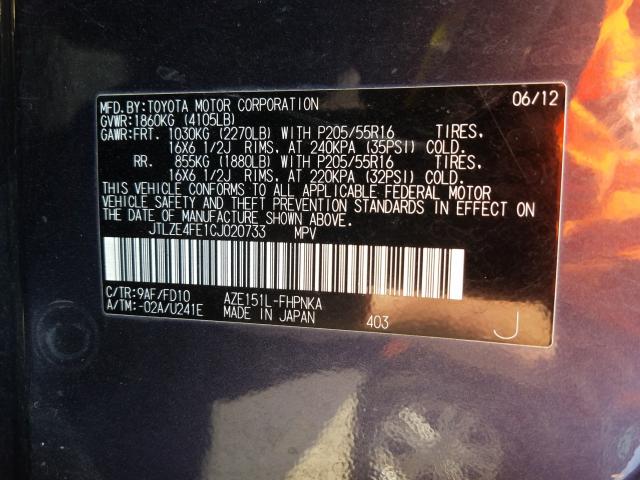 MFD.BY:TOYOTA MOTOR CORPORATION 06/12
GVWR:1860KG (4105LB)
GAWR:FRT. 1030KG (2270LB) WITH P205/55R16 TIRES,
16X6 1/2J RIMS, AT 240KPA (35PSI) COLD.
RR. 855KG (1880LB) WITH P205/55R16 TIRES,
16X6 1/2J RIMS, AT 220KPA (32PSI) COLD.
THIS VEHICLE CONFORMS TO ALL APPLICABLE FEDERAL MOTOR
VEHICLE SAFETY AND THEFT PREVENTION STANDARDS IN EFFECT ON
THE DATE OF MANUFACTURE SHOWN ABOVE.
JTLZE4FE1CJ020733 MPV
C/TR:9AF/FD10 AZE151L-FHPNKA
A/TM:-02A/U241E MADE IN JAPAN 403 J